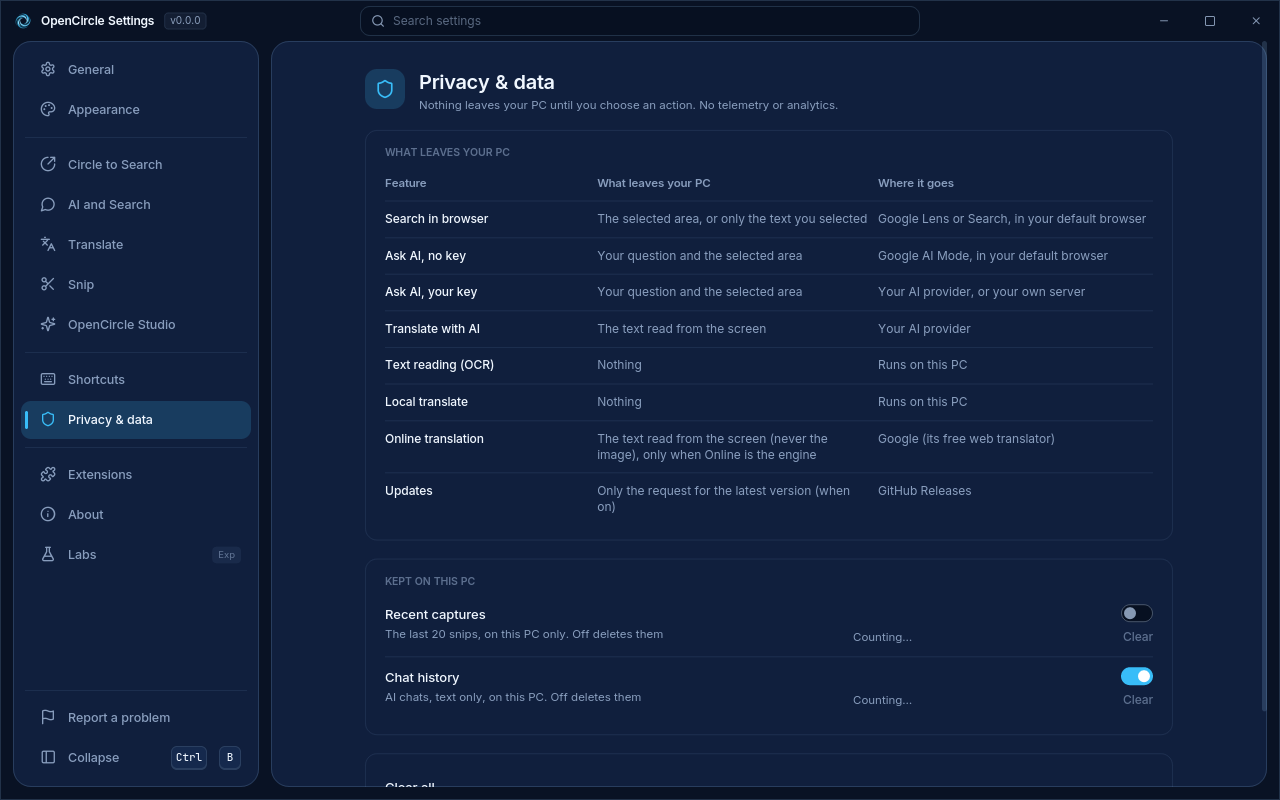 OpenCircle Settings v0.0.0
Search settings
General
Appearance
Circle to Search
AI and Search
Translate
Snip
OpenCircle Studio
Shortcuts
Privacy & data
Extensions
About
Labs Exp
Report a problem
Collapse Ctrl B
Privacy & data
Nothing leaves your PC until you choose an action. No telemetry or analytics.
WHAT LEAVES YOUR PC
Feature What leaves your PC Where it goes
Search in browser The selected area, or only the text you selected Google Lens or Search, in your default browser
Ask AI, no key Your question and the selected area Google AI Mode, in your default browser
Ask AI, your key Your question and the selected area Your AI provider, or your own server
Translate with AI The text read from the screen Your AI provider
Text reading (OCR) Nothing Runs on this PC
Local translate Nothing Runs on this PC
Online translation The text read from the screen (never the Google (its free web translator)
image), only when Online is the engine
Updates Only the request for the latest version (when GitHub Releases
on)
KEPT ON THIS PC
Recent captures
The last 20 snips, on this PC only. Off deletes them Counting... Clear
Chat history
AI chats, text only, on this PC. Off deletes them Counting... Clear
Clear all